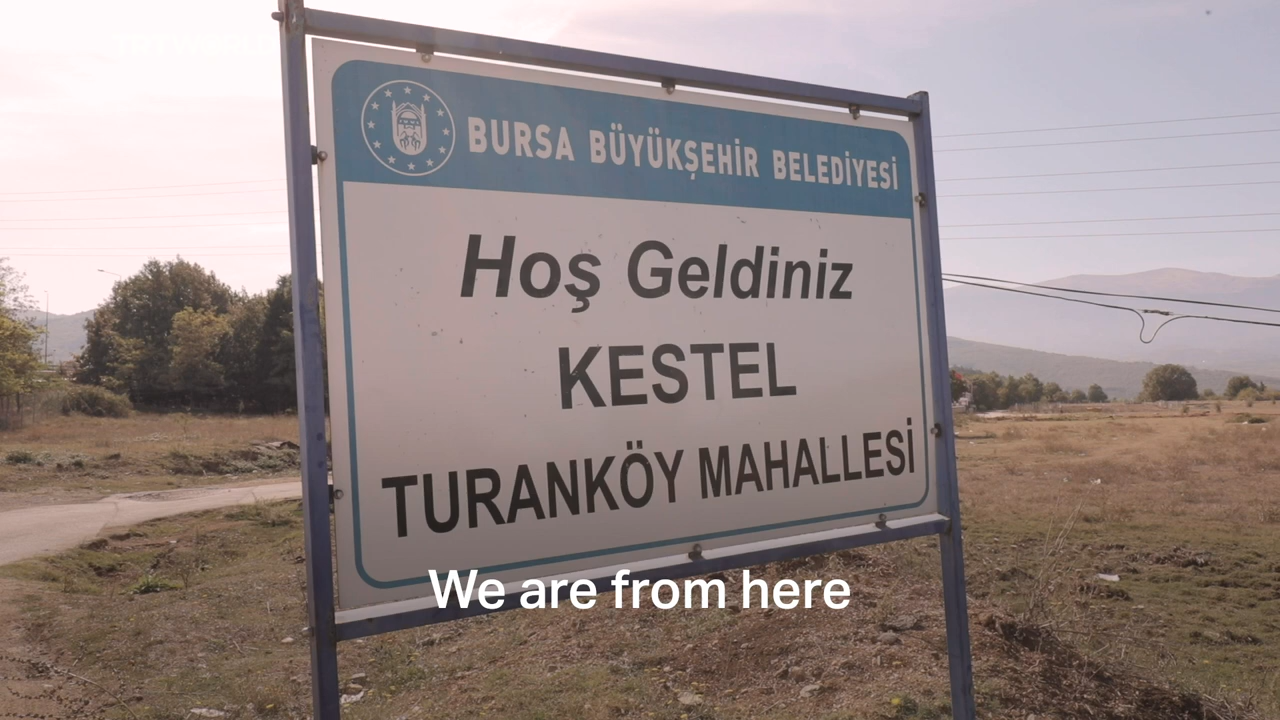 BURSA BÜYÜKŞEHİR BELEDİYESİ
Hoş Geldiniz
KESTEL
TURANKÖY MAHALLESİ
We are from here